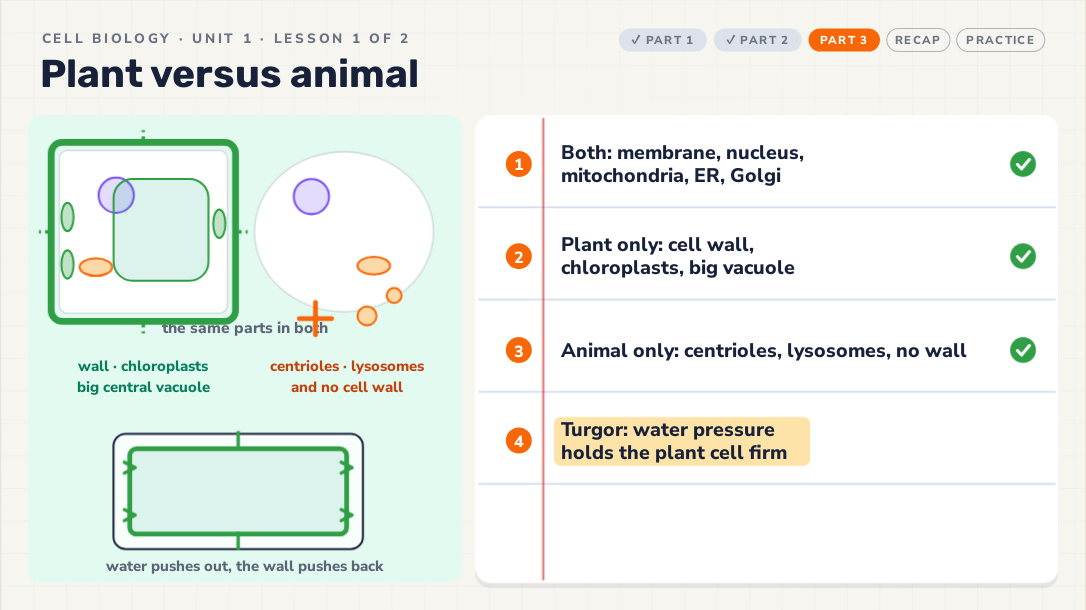 CELL BIOLOGY · UNIT 1 · LESSON 1 OF 2
✓ PART 1
✓ PART 2
PART 3
RECAP
PRACTICE
Plant versus animal
the same parts in both
wall · chloroplasts
big central vacuole
centrioles · lysosomes
and no cell wall
water pushes out, the wall pushes back
1
Both: membrane, nucleus,
mitochondria, ER, Golgi
2
Plant only: cell wall,
chloroplasts, big vacuole
3
Animal only: centrioles, lysosomes, no wall
4
Turgor: water pressure
holds the plant cell firm